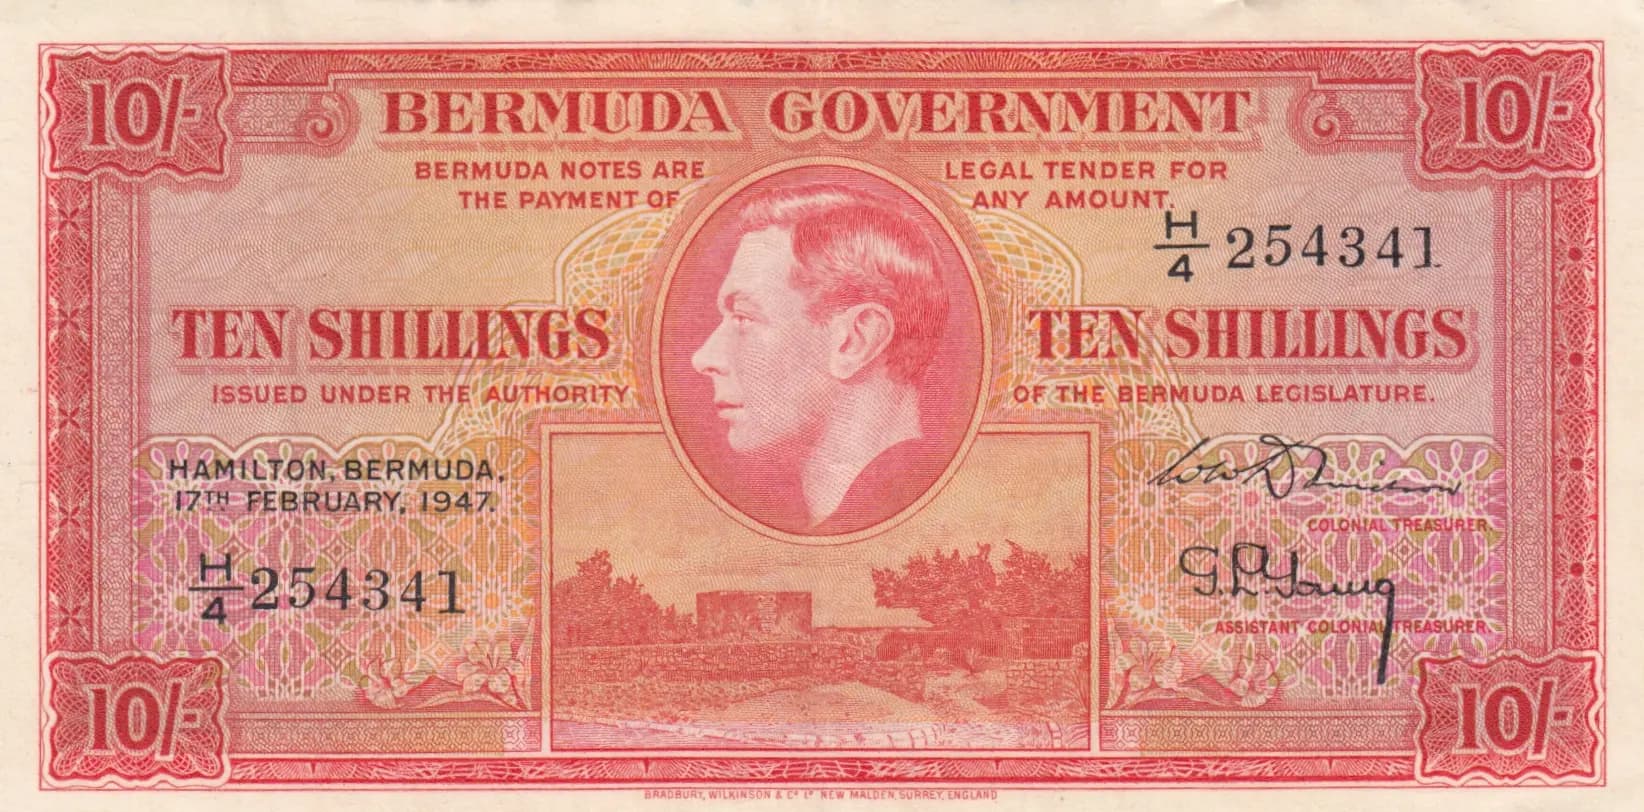 10/- 10/-
BERMUDA GOVERNMENT
BERMUDA NOTES ARE LEGAL TENDER FOR
THE PAYMENT OF ANY AMOUNT.
H/4 254341
TEN SHILLINGS TEN SHILLINGS
ISSUED UNDER THE AUTHORITY OF THE BERMUDA LEGISLATURE.
HAMILTON, BERMUDA,
17TH FEBRUARY, 1947.
COLONIAL TREASURER.
H/4 254341
ASSISTANT COLONIAL TREASURER.
10/- 10/-
BRADBURY, WILKINSON & Co Ld NEW MALDEN, SURREY, ENGLAND